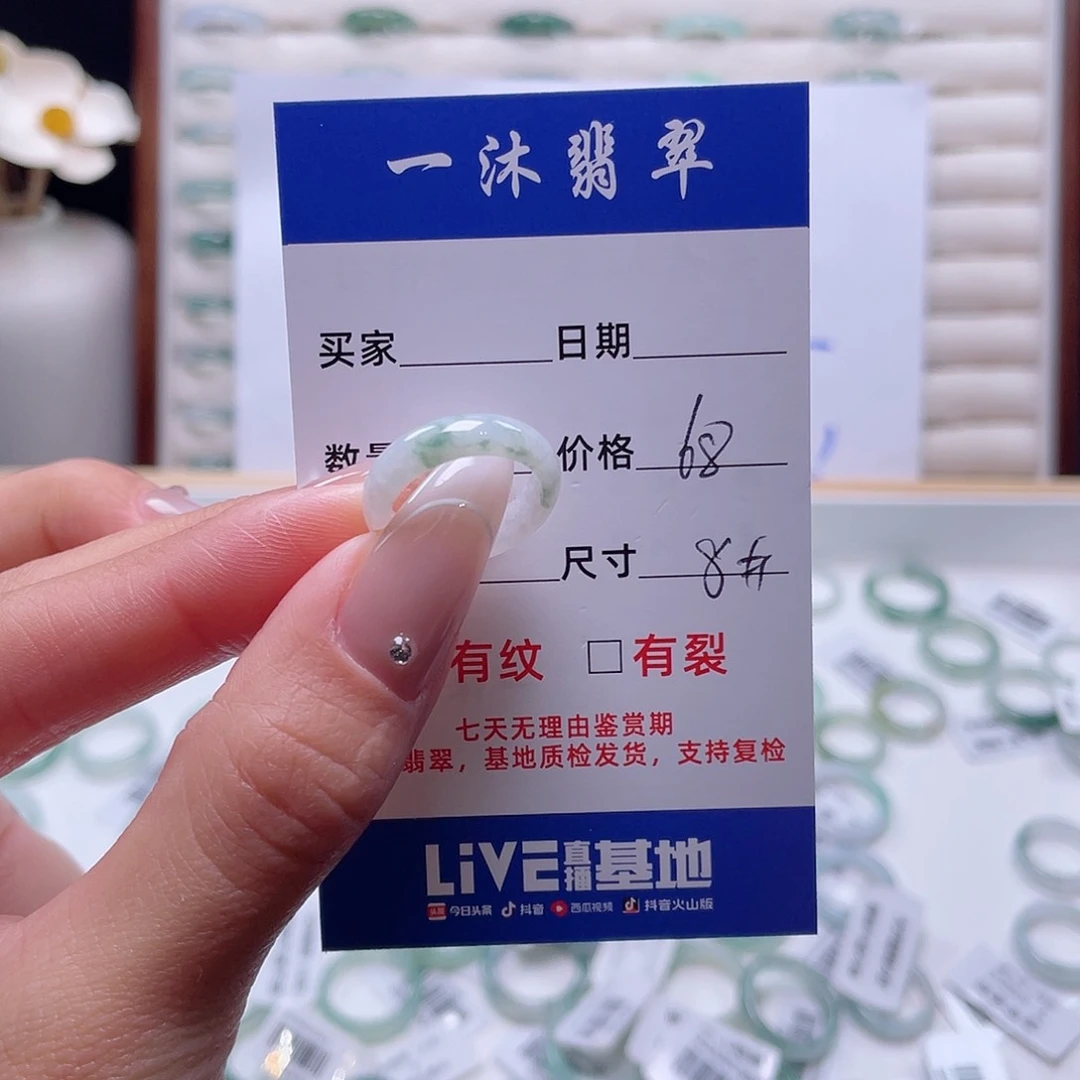 一沐翡翠
买家 日期
数量 价格 68
尺寸 8#
有纹 □有裂
七天无理由鉴赏期
翡翠，基地质检发货，支持复检
LiVE直播基地
今日头条 抖音 西瓜视频 抖音火山版